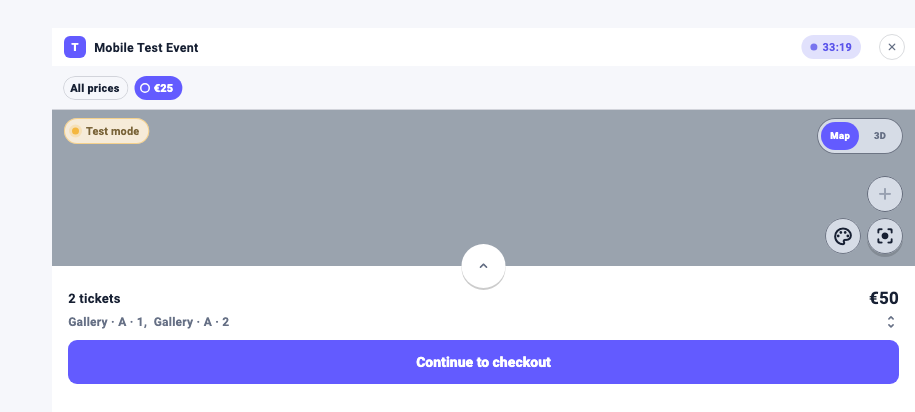 T Mobile Test Event 33:19
All prices €25
Test mode
Map 3D
2 tickets €50
Gallery · A · 1, Gallery · A · 2
Continue to checkout